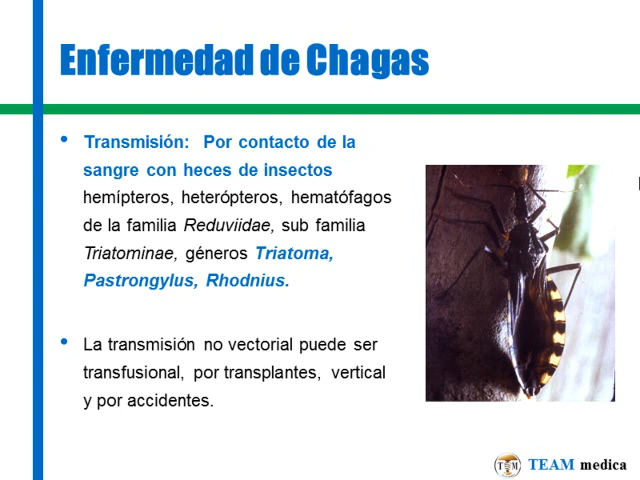 Enfermedad de Chagas
• Transmisión: Por contacto de la
sangre con heces de insectos
hemípteros, heterópteros, hematófagos
de la familia Reduviidae, sub familia
Triatominae, géneros Triatoma,
Pastrongylus, Rhodnius.
• La transmisión no vectorial puede ser
transfusional, por transplantes, vertical
y por accidentes.
TEAM medica